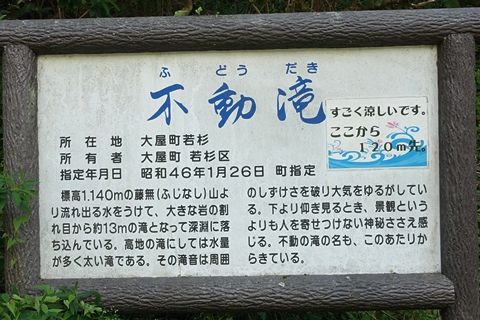 ふどうだき
不動滝
すごく涼しいです。
ここから
120m先。
所在地 大屋町若杉
所有者 大屋町 若杉区
指定年月日 昭和46年1月26日 町指定
標高1.140mの藤無(ふじなし)山よ
り流れ出る水をうけて、大きな岩の割
れ目から約13mの滝となって深淵に落
ち込んでいる。高地の滝にしては水量
が多く太い滝である。その滝音は周囲
のしずけさを破り大気をゆるがしてい
る。下より仰ぎ見るとき、景観という
よりも人を寄せつけない神秘ささえ感
じる。不動の滝の名も、このあたりか
らきている。